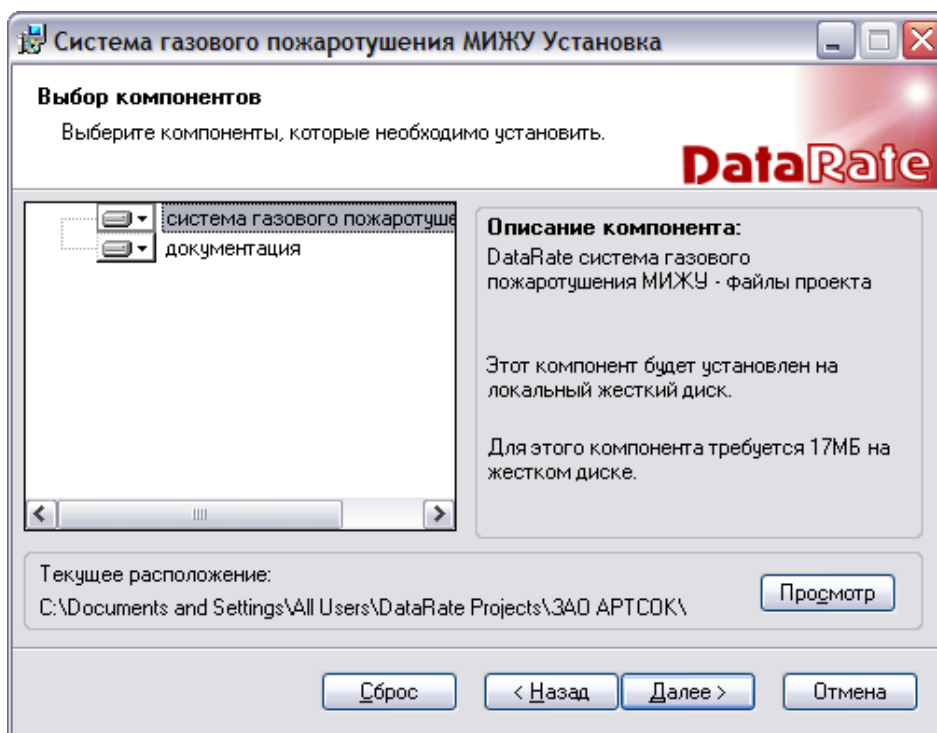 Система газового пожаротушения МИЖУ Установка
Выбор компонентов
Выберите компоненты, которые необходимо установить.
DataRate
система газового пожаротуше
документация
Описание компонента:
DataRate система газового
пожаротушения МИЖУ - файлы проекта
Этот компонент будет установлен на
локальный жесткий диск.
Для этого компонента требуется 17МБ на
жестком диске.
Текущее расположение:
C:\Documents and Settings\All Users\DataRate Projects\ЗАО АРТСОК\
Просмотр
Сброс
< Назад
Далее >
Отмена